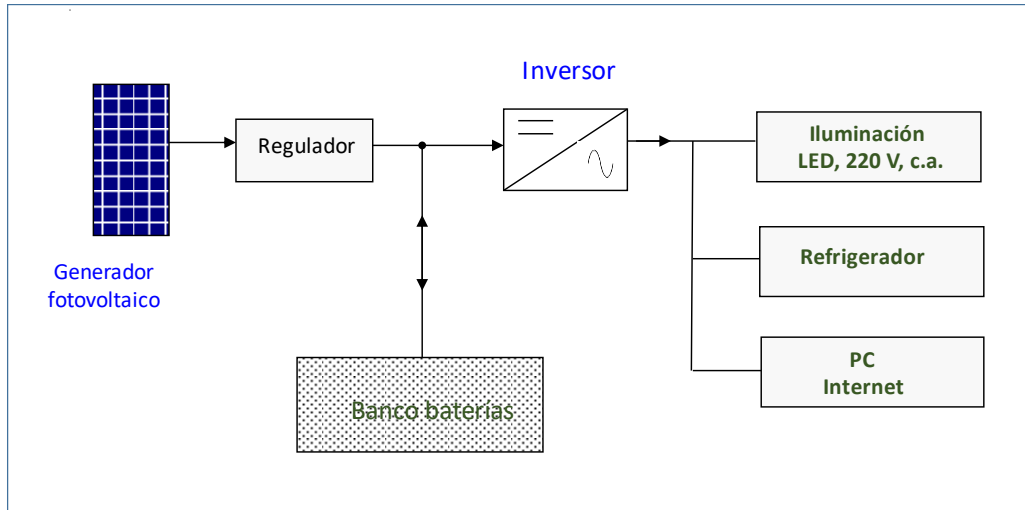 Inversor
Regulador
Iluminación
LED, 220 V, c.a.
Refrigerador
Generador
fotovoltaico
PC
Internet
Banco baterías